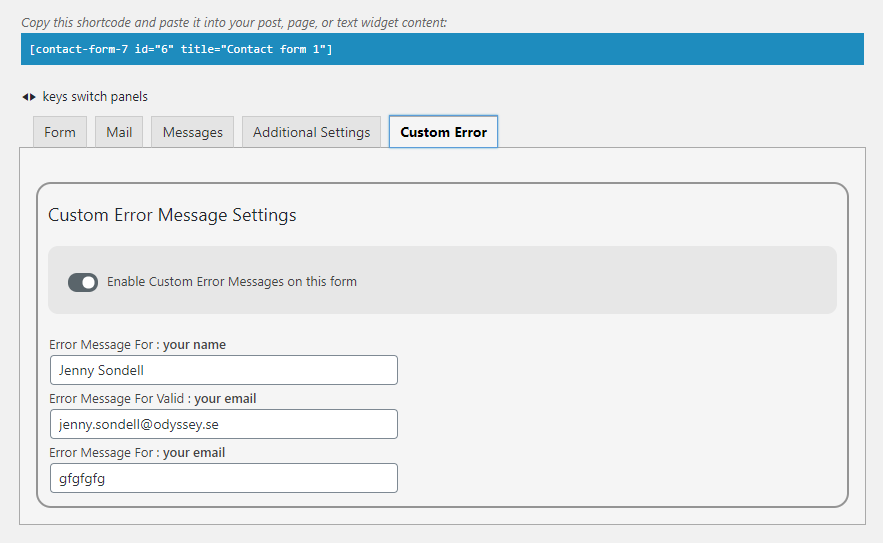 Copy this shortcode and paste it into your post, page, or text widget content:
[contact-form-7 id="6" title="Contact form 1"]
keys switch panels
Form Mail Messages Additional Settings Custom Error
Custom Error Message Settings
Enable Custom Error Messages on this form
Error Message For : your name
Jenny Sondell
Error Message For Valid : your email
jenny.sondell@odyssey.se
Error Message For : your email
gfgfgfg